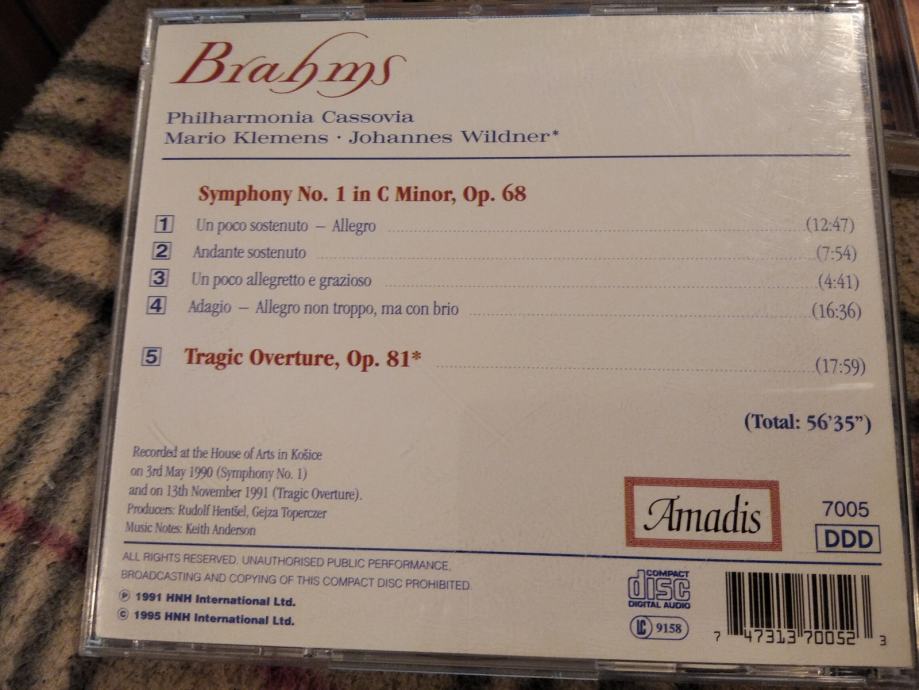 Brahms
Philharmonia Cassovia
Mario Klemens · Johannes Wildner*
Symphony No. 1 in C Minor, Op. 68
1 Un poco sostenuto – Allegro (12:47)
2 Andante sostenuto (7:54)
3 Un poco allegretto e grazioso (4:41)
4 Adagio – Allegro non troppo, ma con brio (16:36)
5 Tragic Overture, Op. 81* (17:59)
(Total: 56'35")
Recorded at the House of Arts in Košice
on 3rd May 1990 (Symphony No. 1)
and on 13th November 1991 (Tragic Overture).
Producers: Rudolf Hentšel, Gejza Toperczer
Music Notes: Keith Anderson
Amadis
7005
DDD
ALL RIGHTS RESERVED. UNAUTHORISED PUBLIC PERFORMANCE,
BROADCASTING AND COPYING OF THIS COMPACT DISC PROHIBITED.
℗ 1991 HNH International Ltd.
© 1995 HNH International Ltd.
COMPACT
disc
DIGITAL AUDIO
LC 9158
7 47313 70052 3